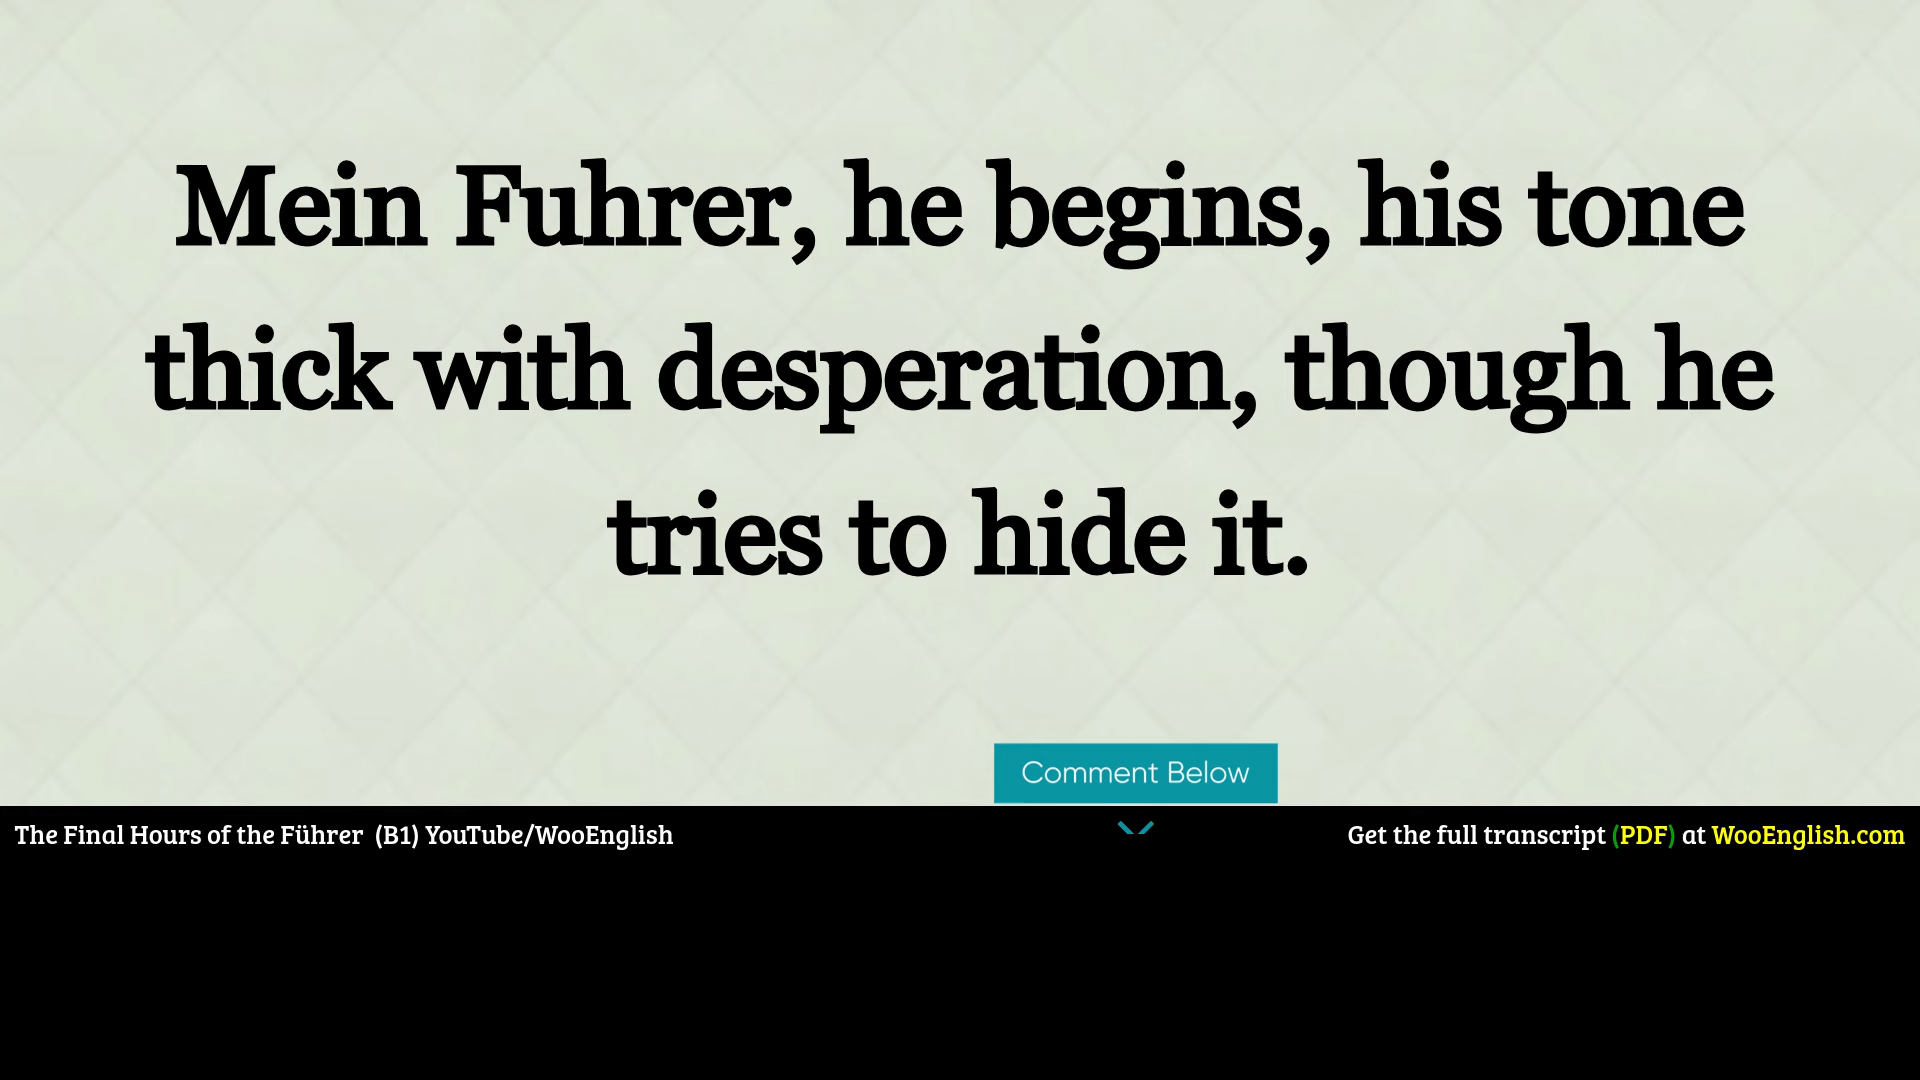 Mein Fuhrer, he begins, his tone
thick with desperation, though he
tries to hide it.
Comment Below
The Final Hours of the Führer (B1) YouTube/WooEnglish
Get the full transcript (PDF) at WooEnglish.com